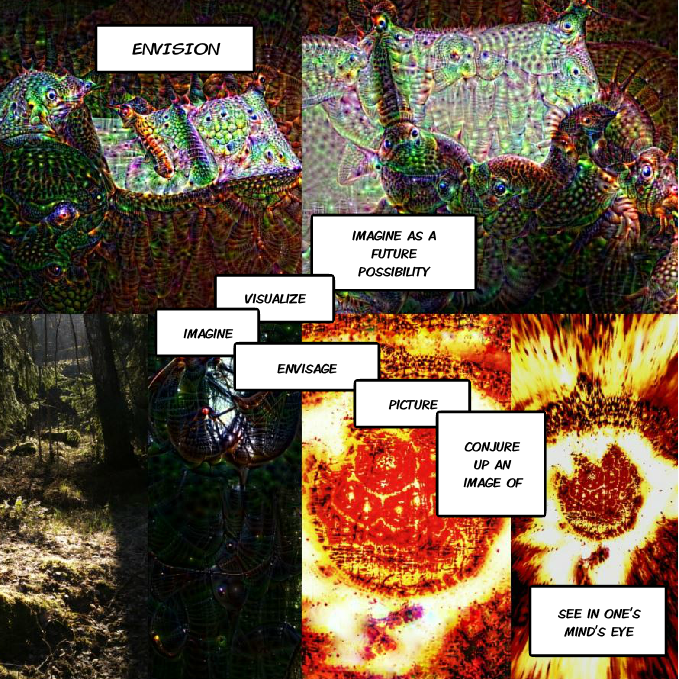 ENVISION
IMAGINE AS A
FUTURE
POSSIBILITY
VISUALIZE
IMAGINE
ENVISAGE
PICTURE
CONJURE
UP AN
IMAGE OF
SEE IN ONE'S
MIND'S EYE